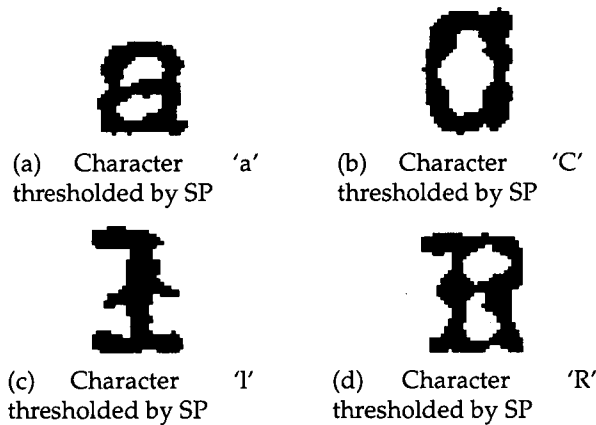 a
C
(a) Character 'a'
thresholded by SP
(b) Character 'C'
thresholded by SP
l
R
(c) Character 'l'
thresholded by SP
(d) Character 'R'
thresholded by SP